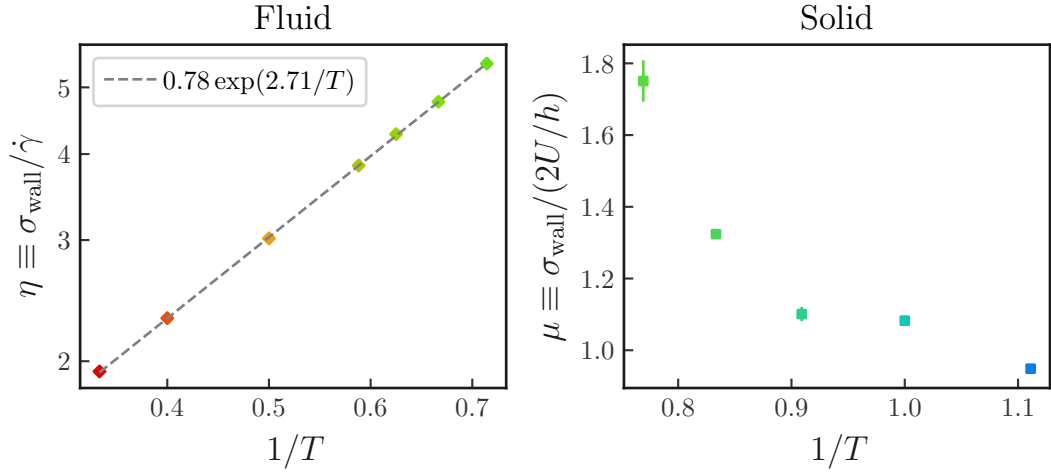 Fluid
0.78 exp(2.71/T)
5
4
3
2
η ≡ σ_wall/γ̇
0.4 0.5 0.6 0.7
1/T
Solid
1.8
1.6
1.4
1.2
1.0
μ ≡ σ_wall/(2U/h)
0.8 0.9 1.0 1.1
1/T